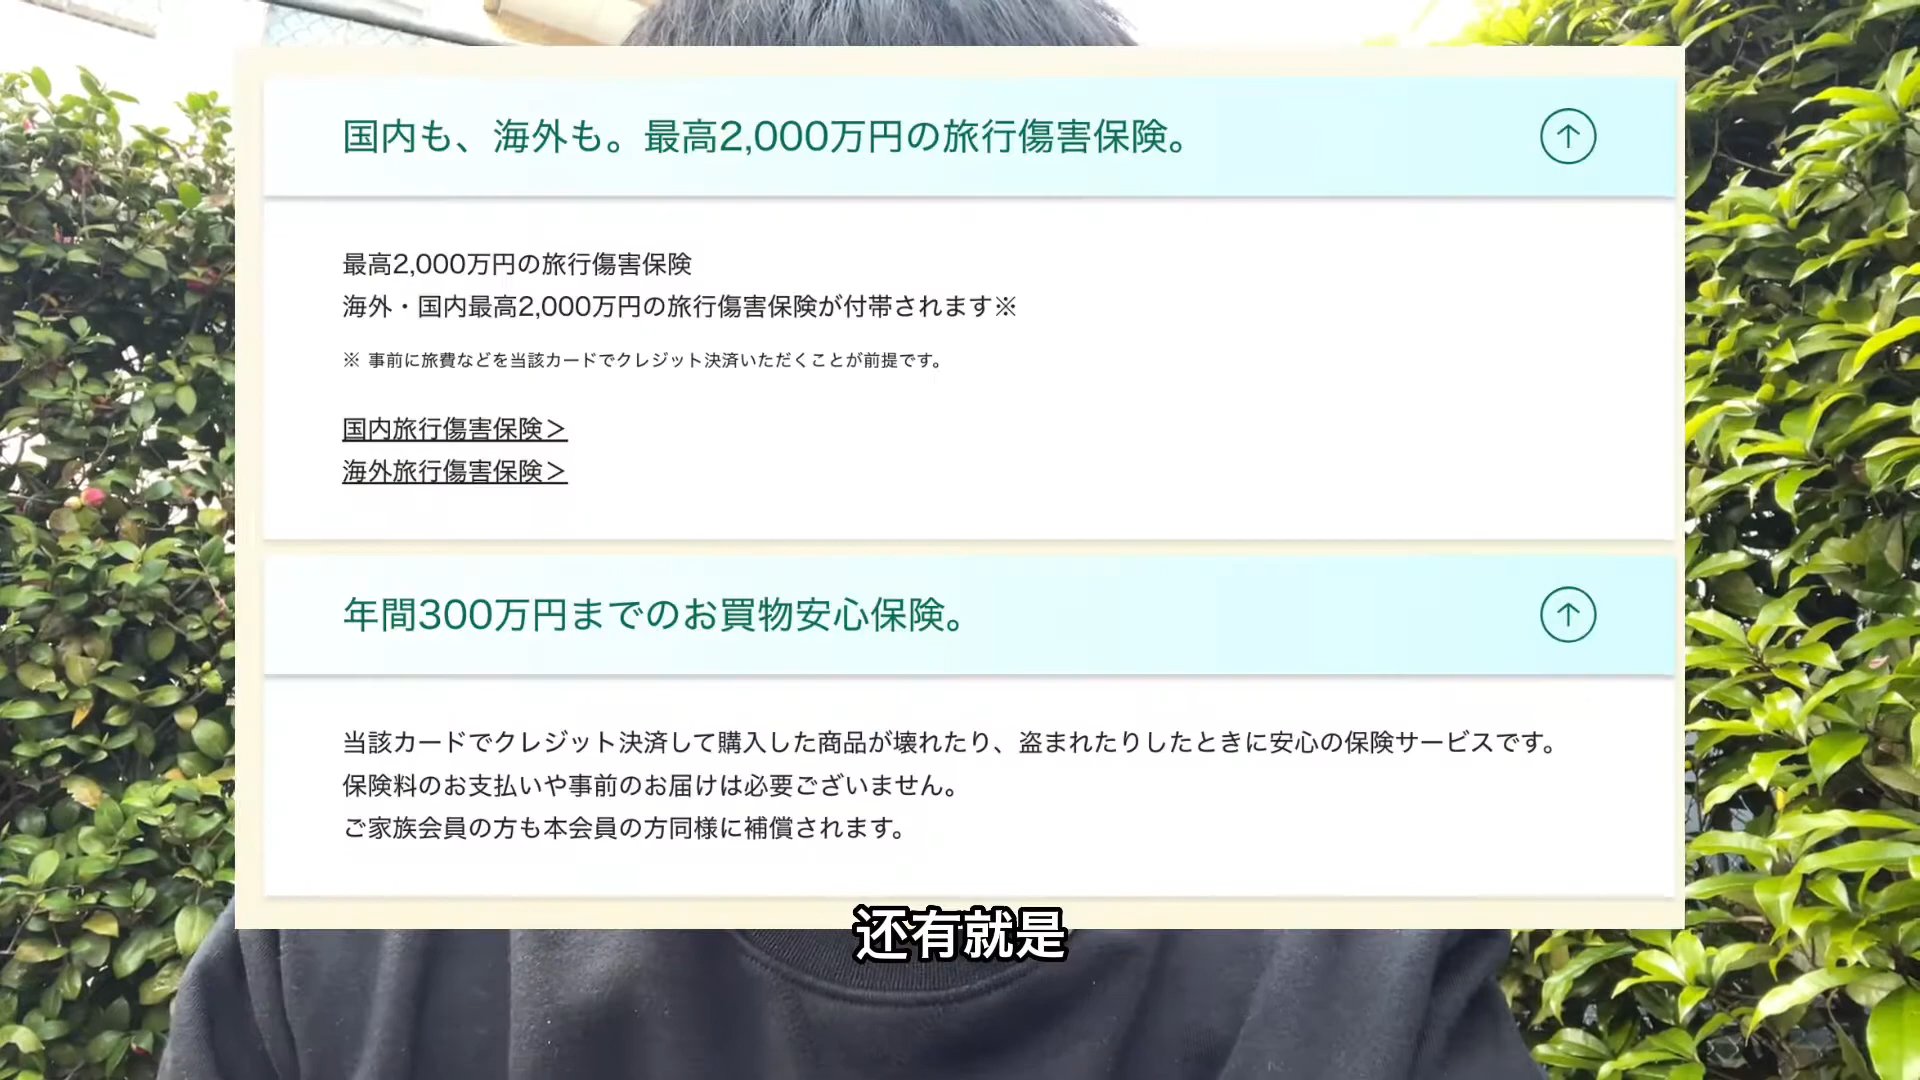 国内も、海外も。最高2,000万円の旅行傷害保険。
最高2,000万円の旅行傷害保険
海外・国内最高2,000万円の旅行傷害保険が付帯されます※
※ 事前に旅費などを当該カードでクレジット決済いただくことが前提です。
国内旅行傷害保険＞
海外旅行傷害保険＞
年間300万円までのお買物安心保険。
当該カードでクレジット決済して購入した商品が壊れたり、盗まれたりしたときに安心の保険サービスです。
保険料のお支払いや事前のお届けは必要ございません。
ご家族会員の方も本会員の方同様に補償されます。
还有就是